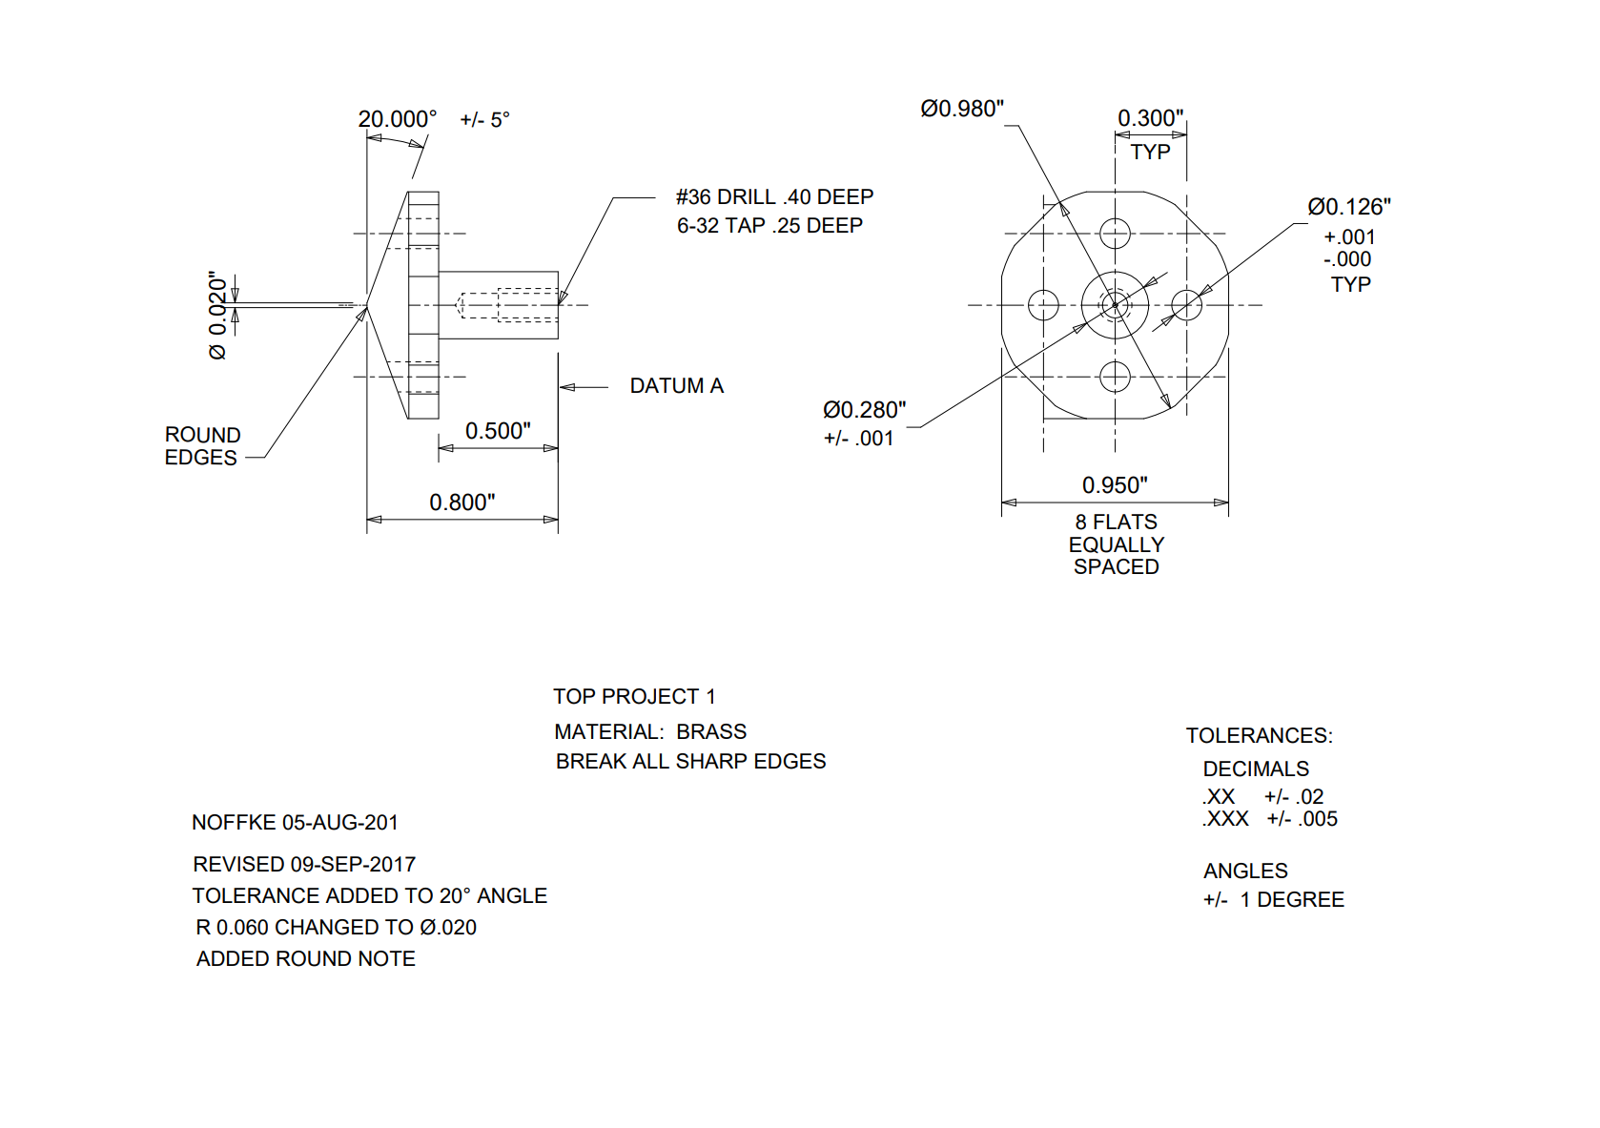 20.000° +/- 5°
#36 DRILL .40 DEEP
6-32 TAP .25 DEEP
Ø 0.020"
DATUM A
ROUND
EDGES
0.500"
0.800"
Ø0.980"
0.300"
TYP
Ø0.126"
+.001
-.000
TYP
Ø0.280"
+/- .001
0.950"
8 FLATS
EQUALLY
SPACED
TOP PROJECT 1
MATERIAL: BRASS
BREAK ALL SHARP EDGES
TOLERANCES:
DECIMALS
.XX +/- .02
.XXX +/- .005
ANGLES
+/- 1 DEGREE
NOFFKE 05-AUG-201
REVISED 09-SEP-2017
TOLERANCE ADDED TO 20° ANGLE
R 0.060 CHANGED TO Ø.020
ADDED ROUND NOTE